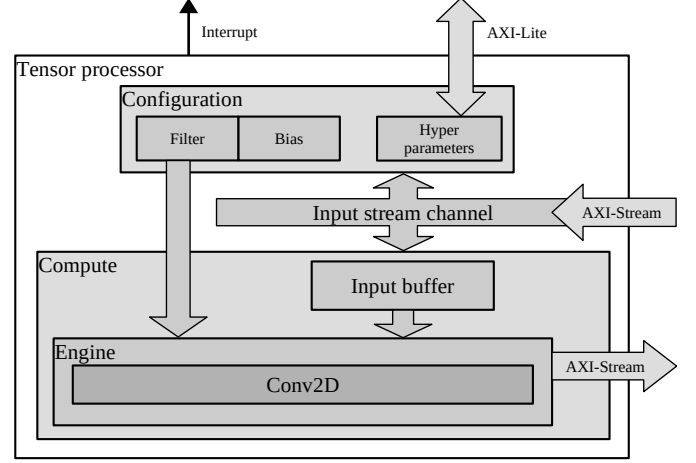 Interrupt
AXI-Lite
Tensor processor
Configuration
Filter
Bias
Hyper
parameters
Input stream channel
AXI-Stream
Compute
Input buffer
Engine
AXI-Stream
Conv2D